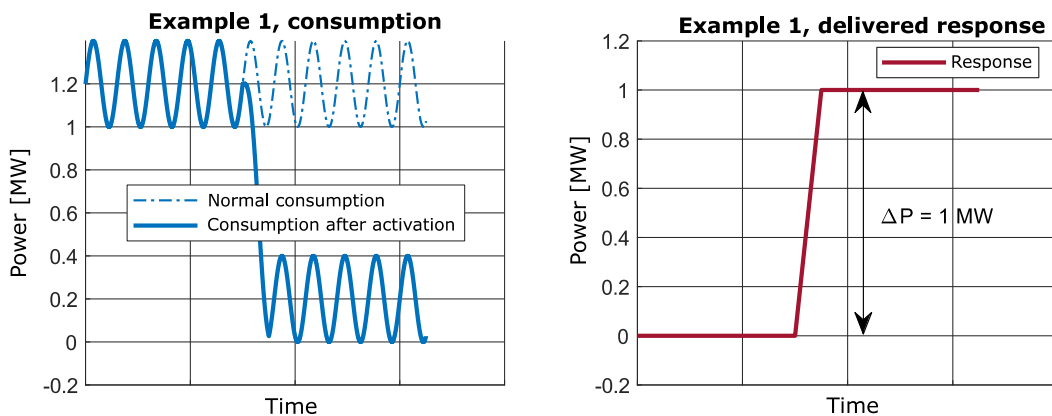 Example 1, consumption
Power [MW]
1.2
1
0.8
0.6
0.4
0.2
0
-0.2
Normal consumption
Consumption after activation
Time
Example 1, delivered response
Power [MW]
1.2
1
0.8
0.6
0.4
0.2
0
-0.2
Response
ΔP = 1 MW
Time